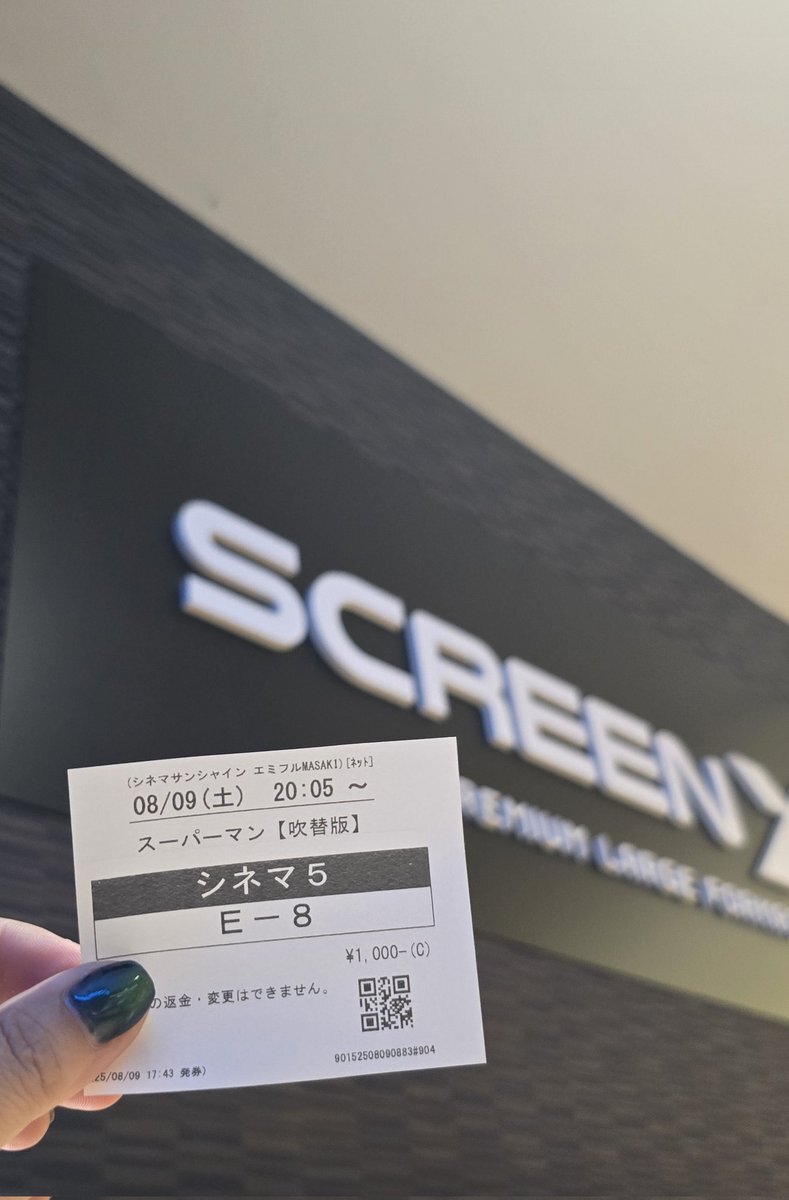 SCREENX
PREMIUM LARGE FORMAT
(シネマサンシャイン エミフルMASAKI)[ﾈｯﾄ]
08/09(土) 20:05 ～
スーパーマン【吹替版】
シネマ5
E－8
¥1,000-(C)
の返金・変更はできません。
90152508090883#904
25/08/09 17:43 発券)